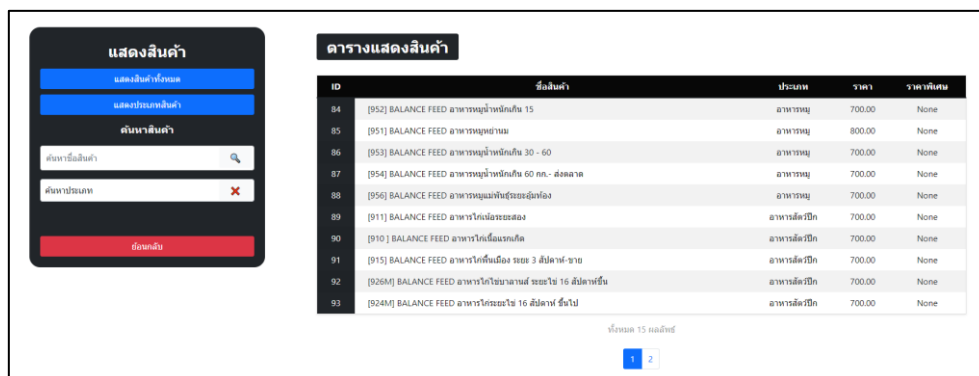 แสดงสินค้า
แสดงสินค้าทั้งหมด
แสดงประเภทสินค้า
ค้นหาสินค้า
ค้นหาชื่อสินค้า
ค้นหาประเภท
ย้อนกลับ
ตารางแสดงสินค้า
ID ชื่อสินค้า ประเภท ราคา ราคาพิเศษ
84 [952] BALANCE FEED อาหารหมูน้ำหนักเกิน 15 อาหารหมู 700.00 None
85 [951] BALANCE FEED อาหารหมูหย่านม อาหารหมู 800.00 None
86 [953] BALANCE FEED อาหารหมูน้ำหนักเกิน 30 – 60 อาหารหมู 700.00 None
87 [954] BALANCE FEED อาหารหมูน้ำหนักเกิน 60 กก.- ส่งตลาด อาหารหมู 700.00 None
88 [956] BALANCE FEED อาหารหมูแม่พันธุ์ระยะอุ้มท้อง อาหารหมู 700.00 None
89 [911] BALANCE FEED อาหารไก่เนื้อระยะสอง อาหารสัตว์ปีก 700.00 None
90 [910 ] BALANCE FEED อาหารไก่เนื้อแรกเกิด อาหารสัตว์ปีก 700.00 None
91 [915] BALANCE FEED อาหารไก่พื้นเมือง ระยะ 3 สัปดาห์-ขาย อาหารสัตว์ปีก 700.00 None
92 [926M] BALANCE FEED อาหารไก่ไข่บาลานส์ ระยะไข่ 16 สัปดาห์ขึ้น อาหารสัตว์ปีก 700.00 None
93 [924M] BALANCE FEED อาหารไก่ระยะไข่ 16 สัปดาห์ ขึ้นไป อาหารสัตว์ปีก 700.00 None
ทั้งหมด 15 ผลลัพธ์
1 2